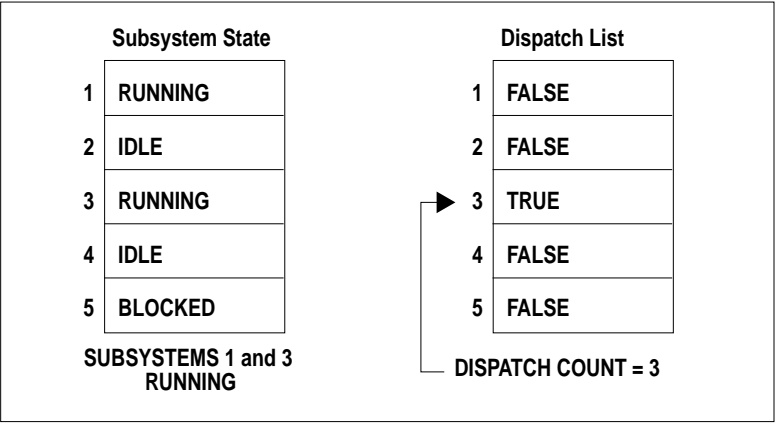 Subsystem State
1 RUNNING
2 IDLE
3 RUNNING
4 IDLE
5 BLOCKED
SUBSYSTEMS 1 and 3
RUNNING
Dispatch List
1 FALSE
2 FALSE
3 TRUE
4 FALSE
5 FALSE
DISPATCH COUNT = 3